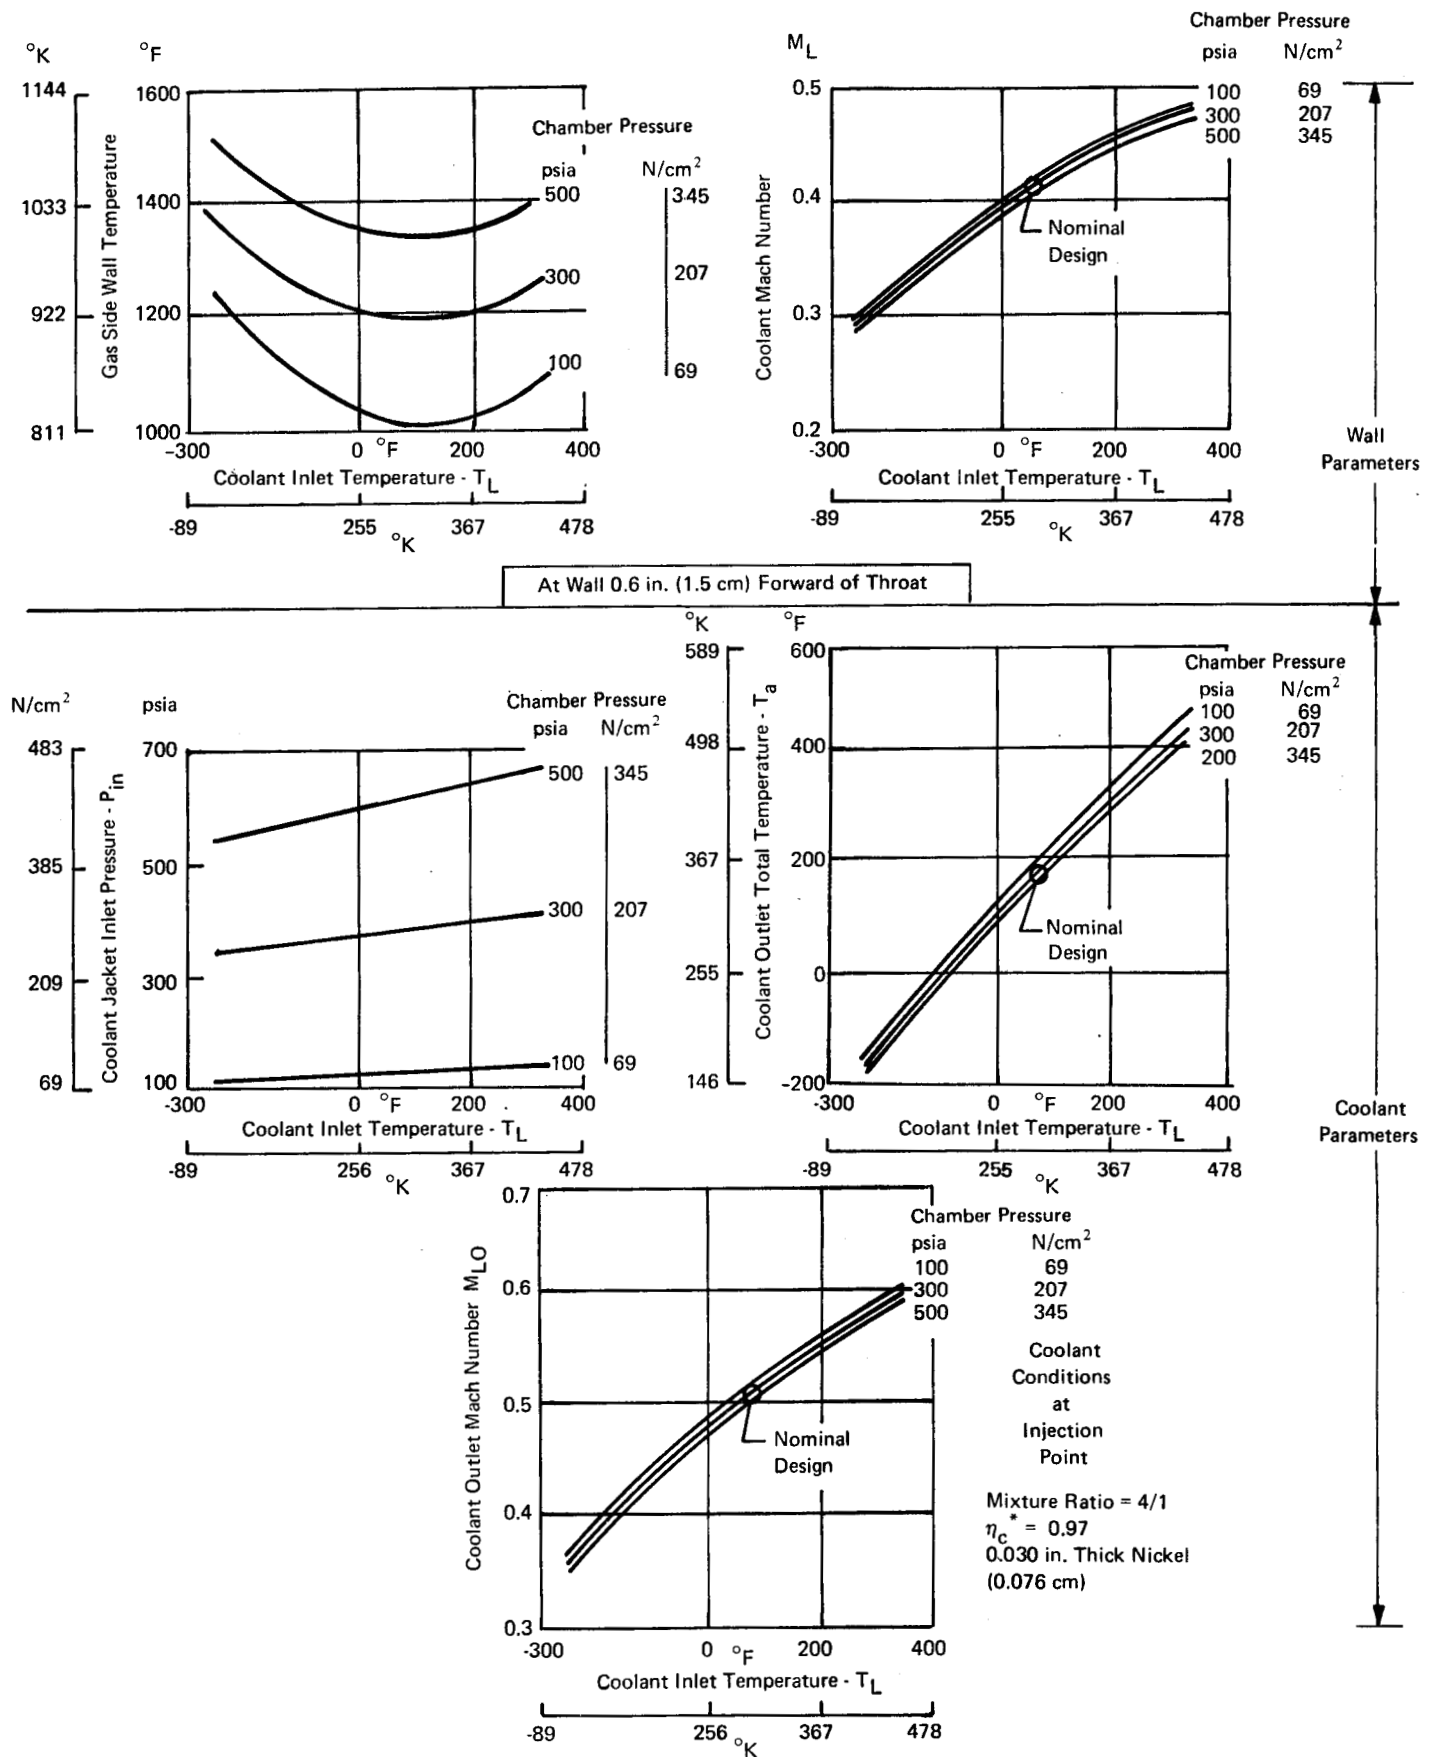 °K
°F
1144
1033
922
811
Gas Side Wall Temperature
1600
1400
1200
1000
Chamber Pressure
psia
N/cm2
500
345
300
207
100
69
-300
0
°F
200
400
Coolant Inlet Temperature - TL
-89
255
367
478
°K
ML
Chamber Pressure
psia
N/cm2
0.5
0.4
0.3
0.2
Coolant Mach Number
100
69
300
207
500
345
Nominal
Design
-300
0
°F
200
400
Coolant Inlet Temperature - TL
-89
255
367
478
°K
Wall
Parameters
At Wall 0.6 in. (1.5 cm) Forward of Throat
N/cm2
psia
483
385
209
69
Coolant Jacket Inlet Pressure - Pin
700
500
300
100
Chamber Pressure
psia
N/cm2
500
345
300
207
100
69
-300
0
°F
200
400
Coolant Inlet Temperature - TL
-89
256
367
478
°K
°K
°F
589
498
367
255
146
Coolant Outlet Total Temperature - Ta
600
400
200
0
-200
Chamber Pressure
psia
N/cm2
100
69
300
207
200
345
Nominal
Design
-300
0
°F
200
400
Coolant Inlet Temperature - TL
-89
255
367
478
°K
Coolant
Parameters
Coolant Outlet Mach Number MLO
0.7
0.6
0.5
0.4
0.3
Chamber Pressure
psia
N/cm2
100
69
300
207
500
345
Nominal
Design
Coolant
Conditions
at
Injection
Point
Mixture Ratio = 4/1
ηc* = 0.97
0.030 in. Thick Nickel
(0.076 cm)
-300
0
°F
200
400
Coolant Inlet Temperature - TL
-89
256
367
478
°K